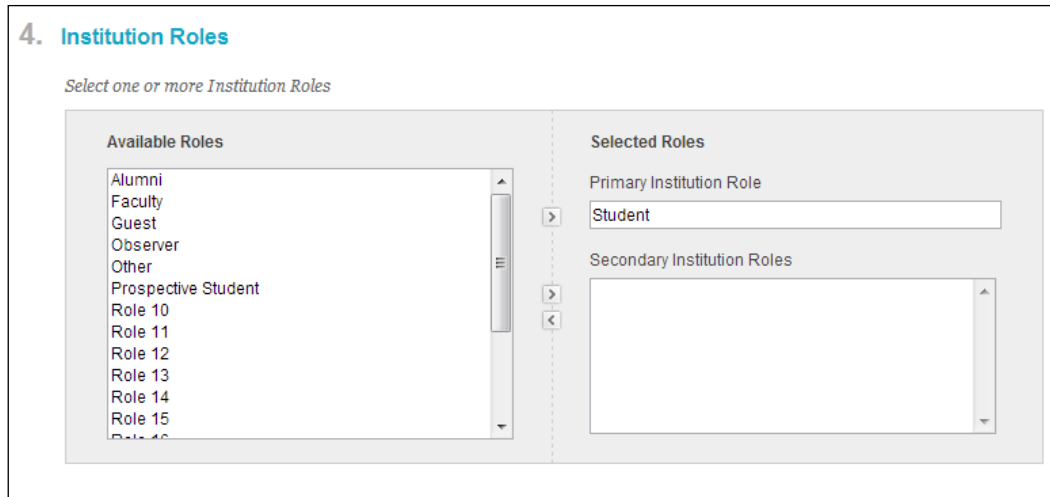 4. Institution Roles
Select one or more Institution Roles
Available Roles
Alumni
Faculty
Guest
Observer
Other
Prospective Student
Role 10
Role 11
Role 12
Role 13
Role 14
Role 15
Selected Roles
Primary Institution Role
Student
Secondary Institution Roles